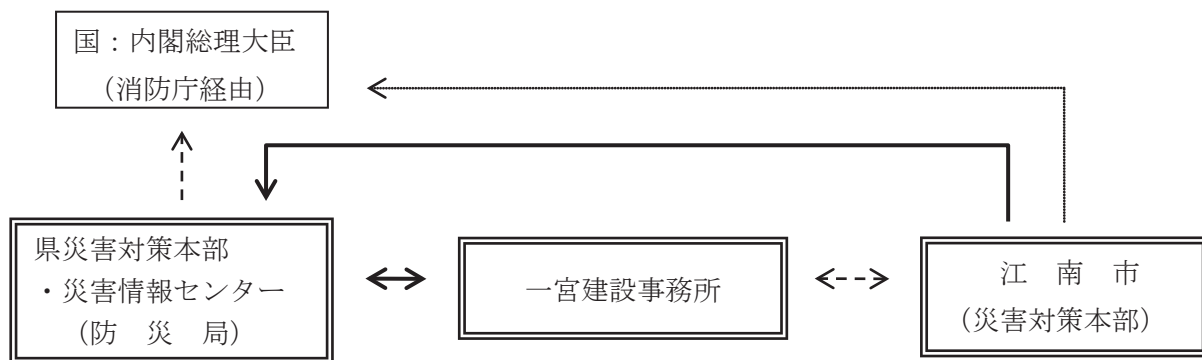 国：内閣総理大臣
（消防庁経由）
県災害対策本部
・災害情報センター
（防　災　局）
一宮建設事務所
江　南　市
（災害対策本部）